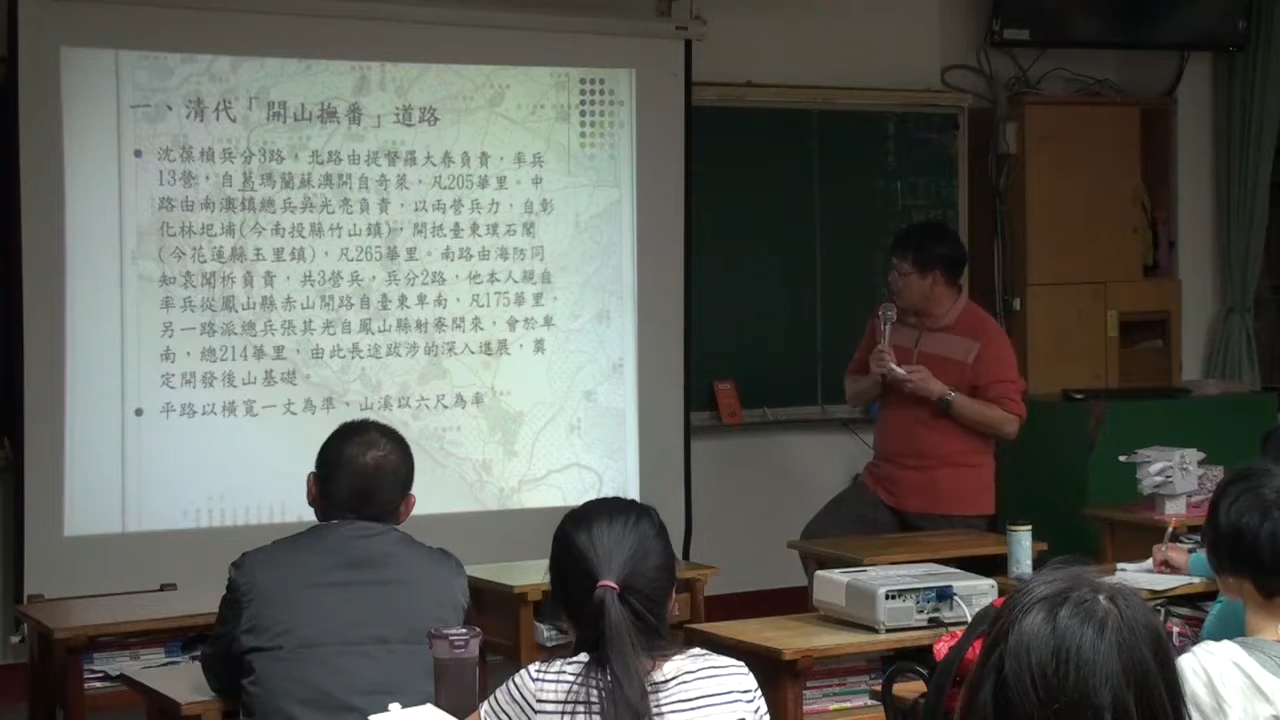 一、清代「開山撫番」道路
沈葆楨兵分3路，北路由提督羅大春負責，率兵
13營，自葛瑪蘭蘇澳開自奇萊，凡205華里。中
路由南澳鎮總兵吳光亮負責，以兩營兵力，自彰
化林圯埔(今南投縣竹山鎮)，開抵臺東璞石閣
(今花蓮縣玉里鎮)，凡265華里。南路由海防同
知袁聞柝負責，共3營兵，兵分2路，他本人親自
率兵從鳳山縣赤山開路自臺東卑南，凡175華里，
另一路派總兵張其光自鳳山縣射寮開來，會於卑
南，總214華里，由此長途跋涉的深入進展，奠
定開發後山基礎。
平路以橫寬一丈為準、山溪以六尺為率